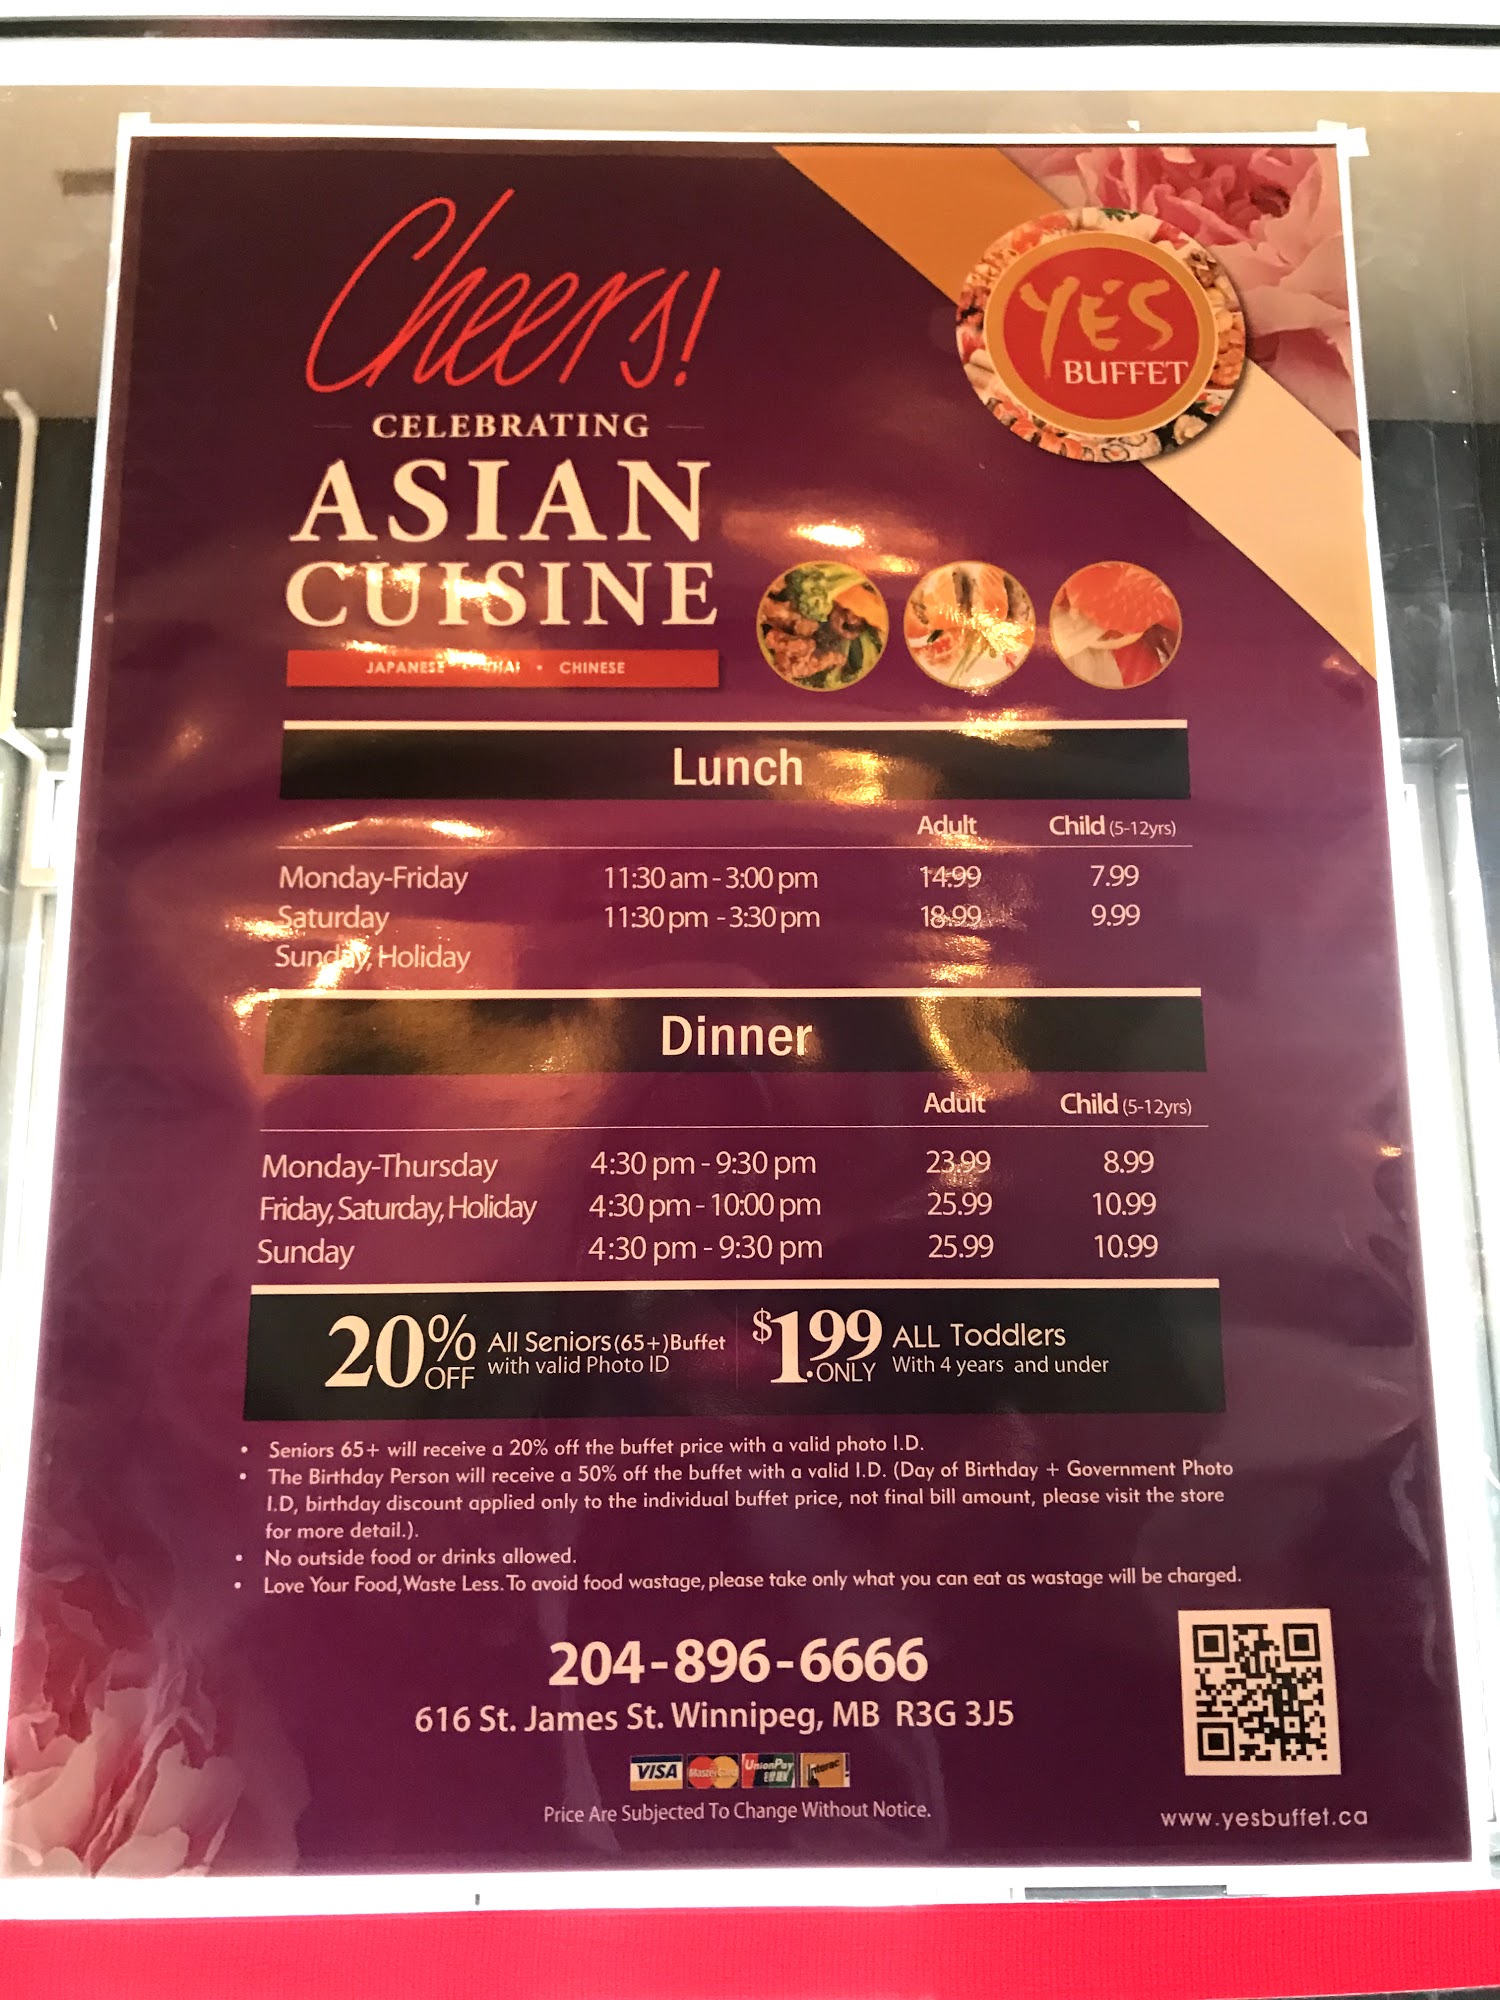 Cheers!
YES
BUFFET
CELEBRATING
ASIAN
CUISINE
JAPANESE • THAI • CHINESE
Lunch
Adult Child (5-12yrs)
Monday-Friday 11:30 am - 3:00 pm 14.99 7.99
Saturday 11:30 pm - 3:30 pm 18.99 9.99
Sunday, Holiday
Dinner
Adult Child (5-12yrs)
Monday-Thursday 4:30 pm - 9:30 pm 23.99 8.99
Friday, Saturday, Holiday 4:30 pm - 10:00 pm 25.99 10.99
Sunday 4:30 pm - 9:30 pm 25.99 10.99
20% OFF All Seniors (65+) Buffet
with valid Photo ID
$1.99 ONLY ALL Toddlers
With 4 years and under
• Seniors 65+ will receive a 20% off the buffet price with a valid photo I.D.
• The Birthday Person will receive a 50% off the buffet with a valid I.D. (Day of Birthday + Government Photo
I.D, birthday discount applied only to the individual buffet price, not final bill amount, please visit the store
for more detail.).
• No outside food or drinks allowed.
• Love Your Food, Waste Less. To avoid food wastage, please take only what you can eat as wastage will be charged.
204-896-6666
616 St. James St. Winnipeg, MB R3G 3J5
VISA MasterCard UnionPay 银联 Interac
Price Are Subjected To Change Without Notice.
www.yesbuffet.ca